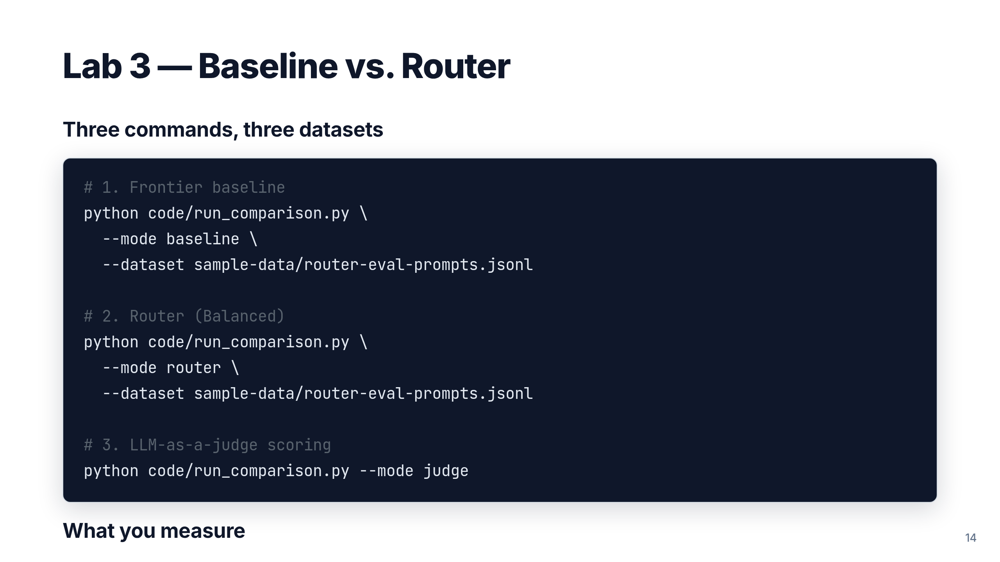 Lab 3 — Baseline vs. Router
Three commands, three datasets
# 1. Frontier baseline
python code/run_comparison.py \
  --mode baseline \
  --dataset sample-data/router-eval-prompts.jsonl
# 2. Router (Balanced)
python code/run_comparison.py \
  --mode router \
  --dataset sample-data/router-eval-prompts.jsonl
# 3. LLM-as-a-judge scoring
python code/run_comparison.py --mode judge
What you measure
14